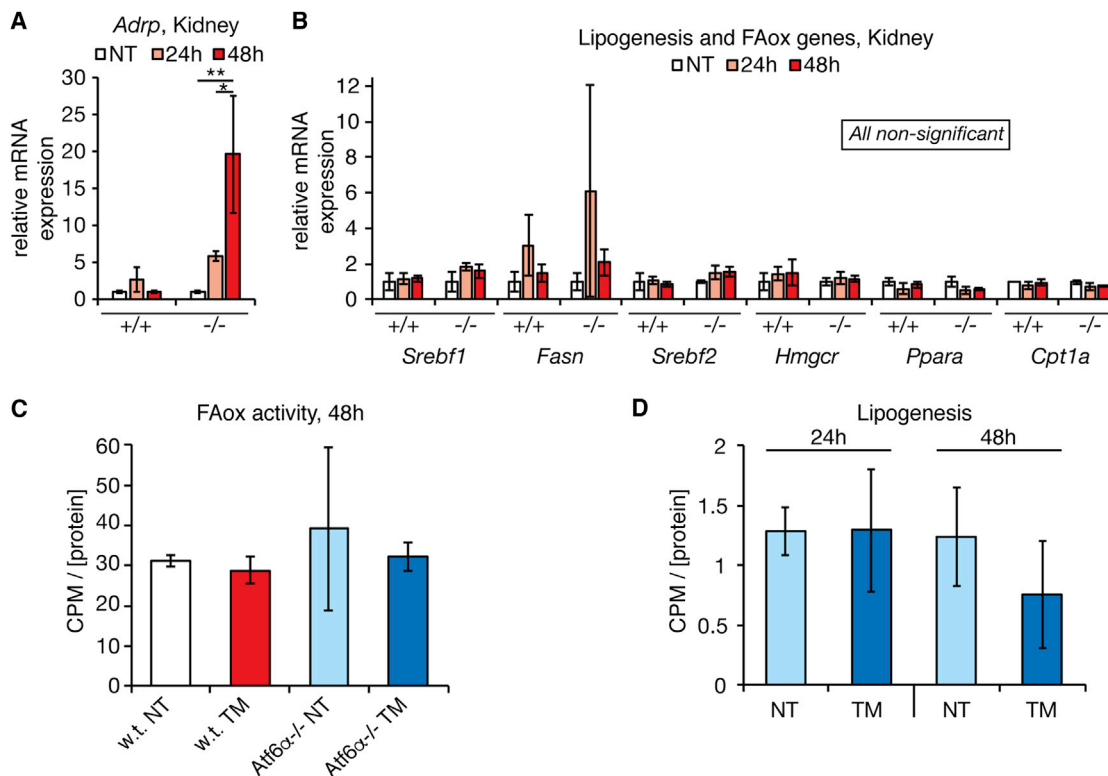 A
Adrp, Kidney
NT 24h 48h
relative mRNA
expression
30
25
20
15
10
5
0
**
*
+/+ -/-
B
Lipogenesis and FAox genes, Kidney
NT 24h 48h
All non-significant
relative mRNA
expression
12
10
8
6
4
2
0
+/+ -/- +/+ -/- +/+ -/- +/+ -/- +/+ -/- +/+ -/-
Srebf1 Fasn Srebf2 Hmgcr Ppara Cpt1a
C
FAox activity, 48h
CPM / [protein]
60
50
40
30
20
10
0
w.t. NT
w.t. TM
Atf6α-/- NT
Atf6α-/- TM
D
Lipogenesis
24h 48h
CPM / [protein]
2
1.5
1
0.5
0
NT TM NT TM